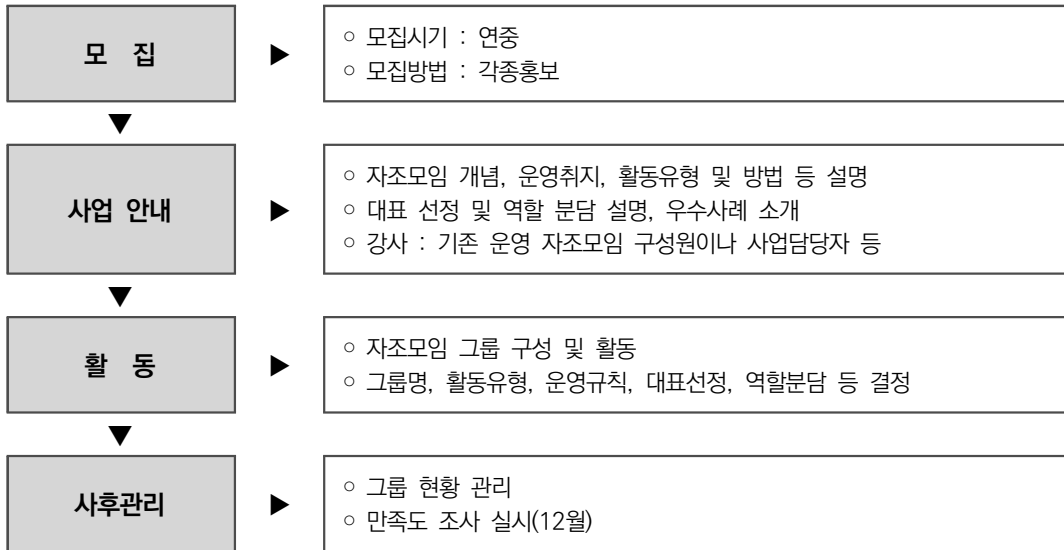 모 집
▶
○ 모집시기 : 연중
○ 모집방법 : 각종홍보
▼
사업 안내
▶
○ 자조모임 개념, 운영취지, 활동유형 및 방법 등 설명
○ 대표 선정 및 역할 분담 설명, 우수사례 소개
○ 강사 : 기존 운영 자조모임 구성원이나 사업담당자 등
▼
활 동
▶
○ 자조모임 그룹 구성 및 활동
○ 그룹명, 활동유형, 운영규칙, 대표선정, 역할분담 등 결정
▼
사후관리
▶
○ 그룹 현황 관리
○ 만족도 조사 실시(12월)